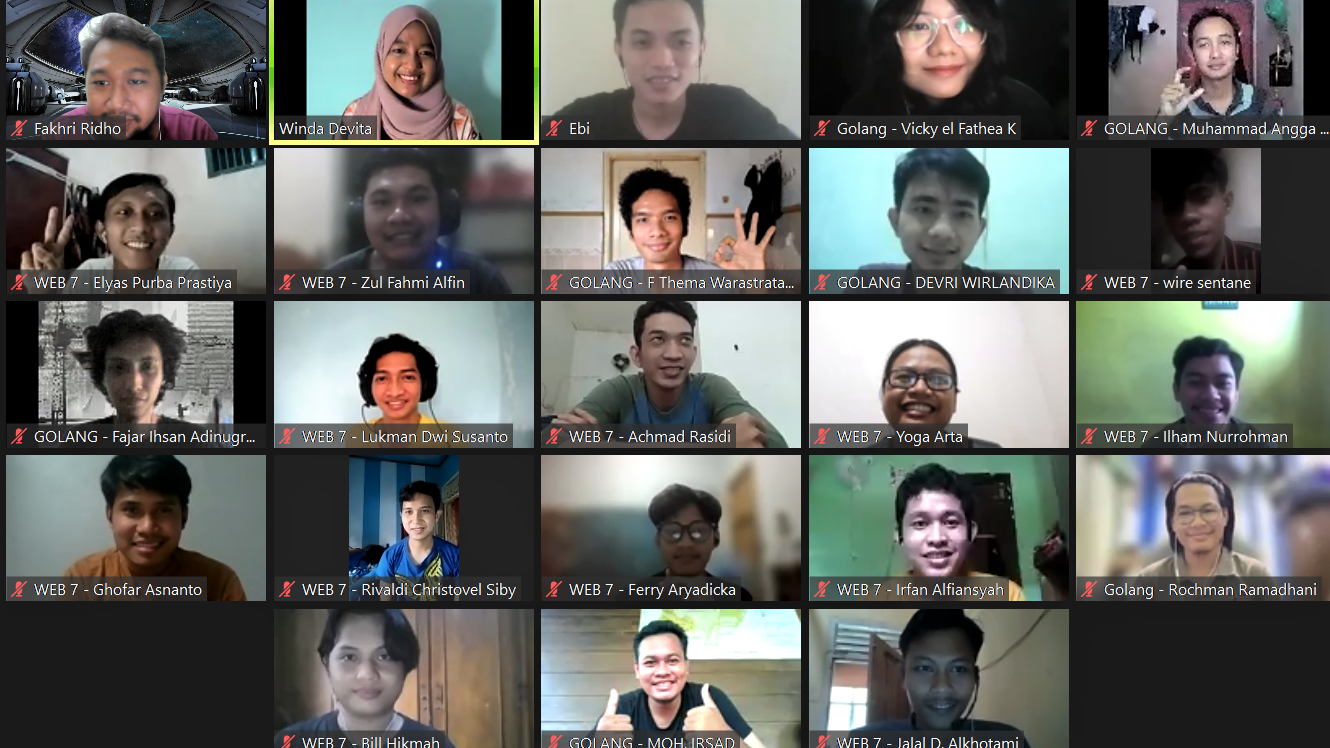 Fakhri Ridho
Winda Devita
Ebi
Golang - Vicky el Fathea K
GOLANG - Muhammad Angga ...
WEB 7 - Elyas Purba Prastiya
WEB 7 - Zul Fahmi Alfin
GOLANG - F Thema Warastrata...
GOLANG - DEVRI WIRLANDIKA
WEB 7 - wire sentane
GOLANG - Fajar Ihsan Adinugr...
WEB 7 - Lukman Dwi Susanto
WEB 7 - Achmad Rasidi
WEB 7 - Yoga Arta
WEB 7 - Ilham Nurrohman
WEB 7 - Ghofar Asnanto
WEB 7 - Rivaldi Christovel Siby
WEB 7 - Ferry Aryadicka
WEB 7 - Irfan Alfiansyah
Golang - Rochman Ramadhani
WEB 7 - Bill Hikmah
GOLANG - MOH. IRSAD
WEB 7 - Jalal D. Alkhotami